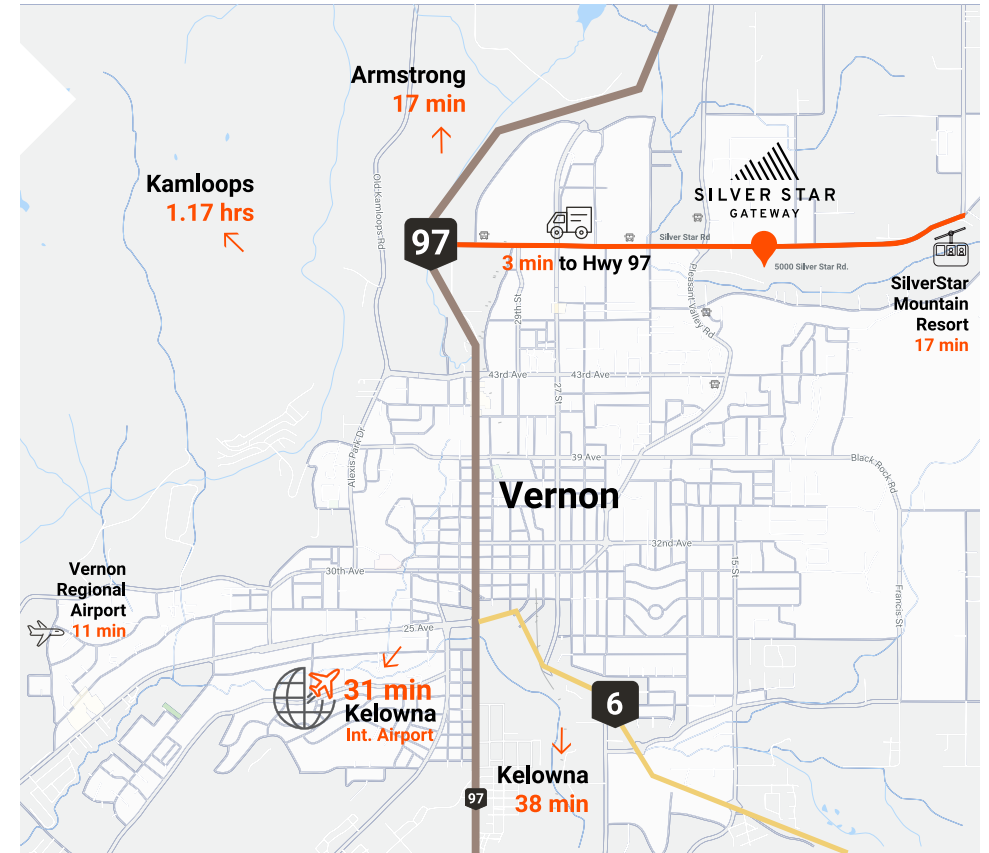 Armstrong
17 min
Kamloops
1.17 hrs
Old Kamloops Rd
97
SILVER STAR
GATEWAY
Silver Star Rd
3 min to Hwy 97
5000 Silver Star Rd.
SilverStar
Mountain
Resort
17 min
Pleasant Valley Rd
29th St
27 St
43rd Ave
43rd Ave
Alexis Park Dr
39 Ave
Black Rock Rd
Vernon
32nd Ave
15 St
30th Ave
Francis St
Vernon
Regional
Airport
11 min
25 Ave
31 min
Kelowna
Int. Airport
6
Kelowna
38 min
97